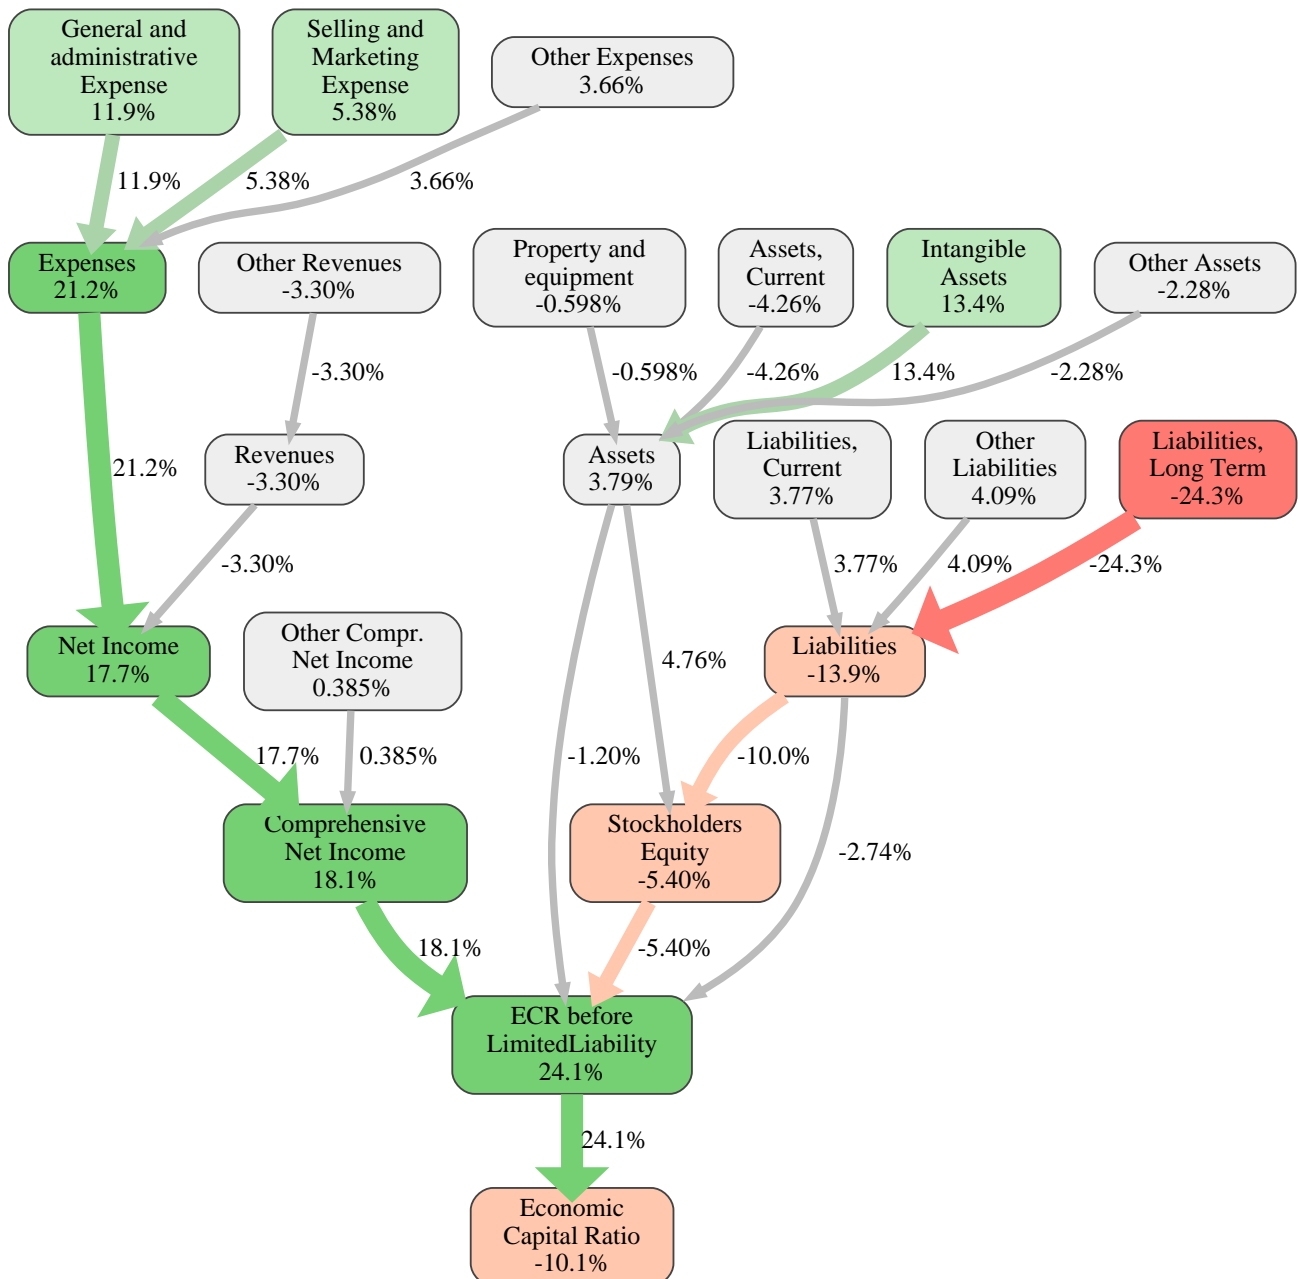 General and
administrative
Expense
11.9%
Selling and
Marketing
Expense
5.38%
Other Expenses
3.66%
11.9%
5.38%
3.66%
Expenses
21.2%
Other Revenues
-3.30%
Property and
equipment
-0.598%
Assets,
Current
-4.26%
Intangible
Assets
13.4%
Other Assets
-2.28%
-3.30%
-0.598%
-4.26%
13.4%
-2.28%
21.2%
Revenues
-3.30%
Assets
3.79%
Liabilities,
Current
3.77%
Other
Liabilities
4.09%
Liabilities,
Long Term
-24.3%
-3.30%
3.77%
4.09%
-24.3%
Net Income
17.7%
Other Compr.
Net Income
0.385%
4.76%
Liabilities
-13.9%
17.7%
0.385%
-1.20%
-10.0%
Comprehensive
Net Income
18.1%
Stockholders
Equity
-5.40%
-2.74%
18.1%
-5.40%
ECR before
LimitedLiability
24.1%
24.1%
Economic
Capital Ratio
-10.1%